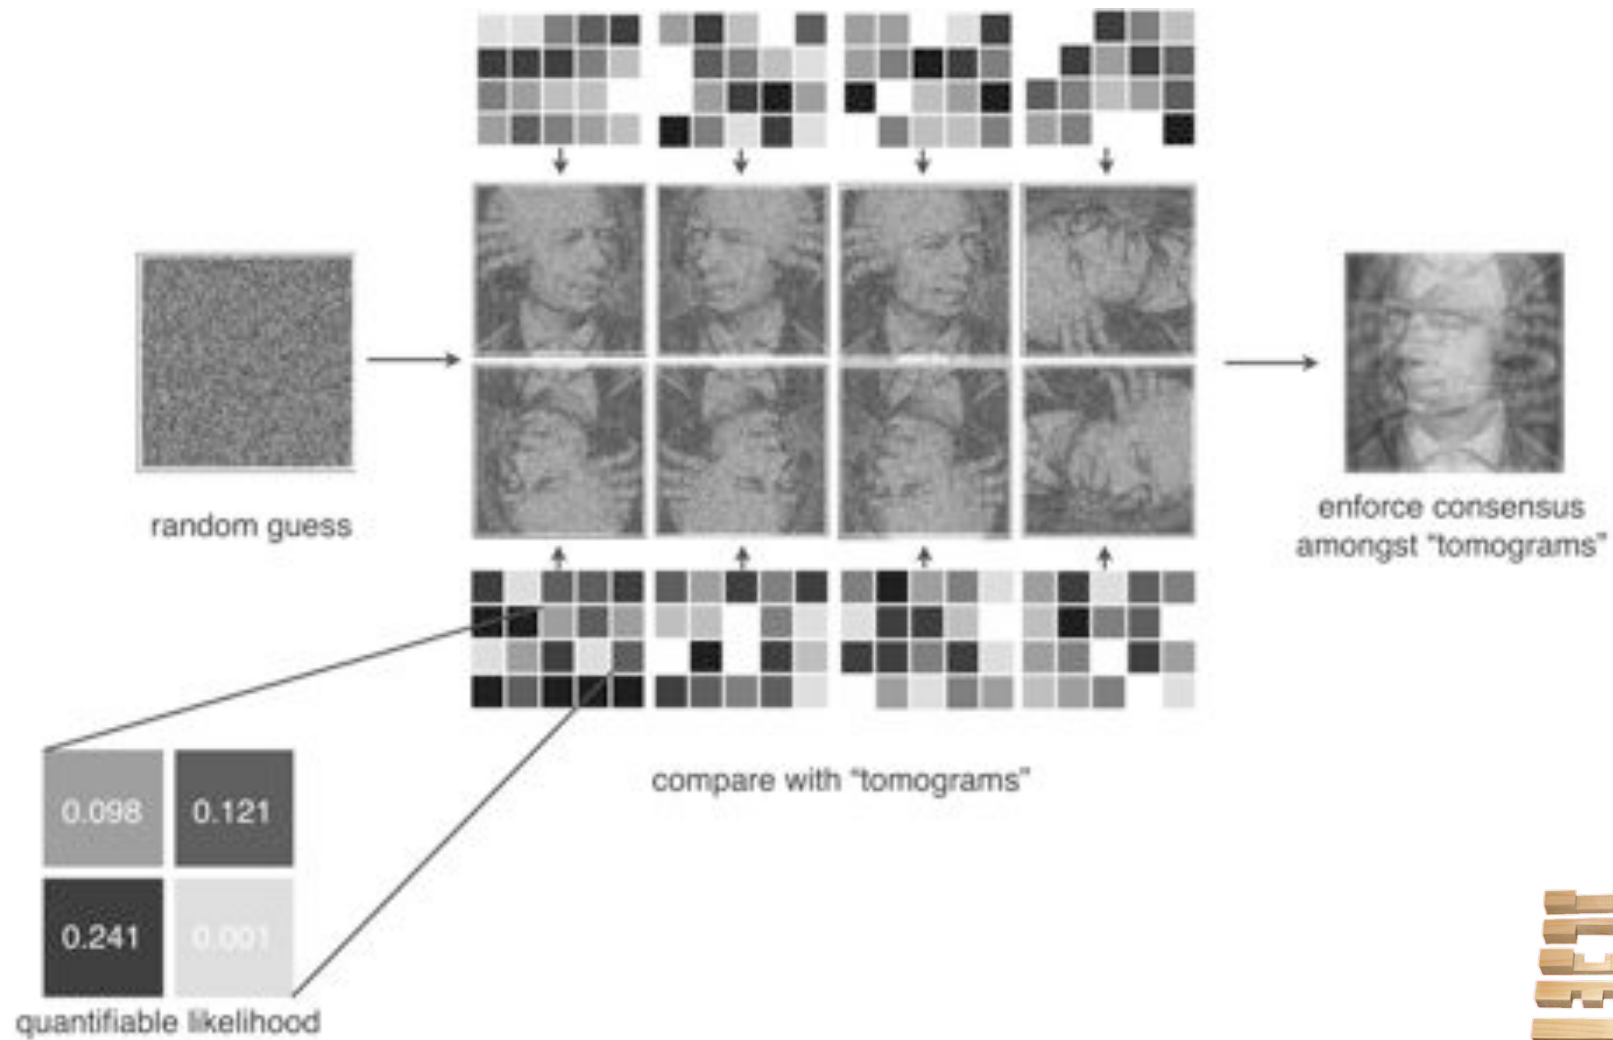 random guess
enforce consensus
amongst “tomograms”
compare with “tomograms”
0.098
0.121
0.241
0.001
quantifiable likelihood